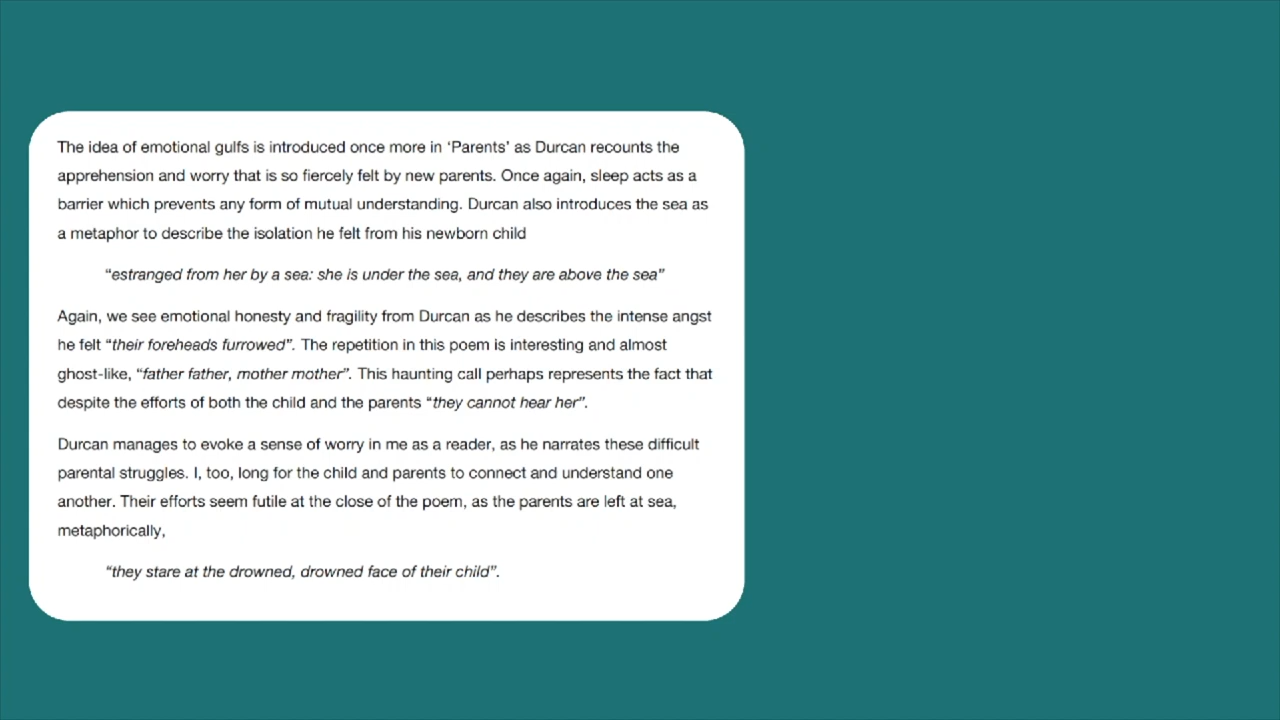 The idea of emotional gulfs is introduced once more in ‘Parents’ as Durcan recounts the
apprehension and worry that is so fiercely felt by new parents. Once again, sleep acts as a
barrier which prevents any form of mutual understanding. Durcan also introduces the sea as
a metaphor to describe the isolation he felt from his newborn child
“estranged from her by a sea: she is under the sea, and they are above the sea”
Again, we see emotional honesty and fragility from Durcan as he describes the intense angst
he felt “their foreheads furrowed”. The repetition in this poem is interesting and almost
ghost-like, “father father, mother mother”. This haunting call perhaps represents the fact that
despite the efforts of both the child and the parents “they cannot hear her”.
Durcan manages to evoke a sense of worry in me as a reader, as he narrates these difficult
parental struggles. I, too, long for the child and parents to connect and understand one
another. Their efforts seem futile at the close of the poem, as the parents are left at sea,
metaphorically,
“they stare at the drowned, drowned face of their child”.